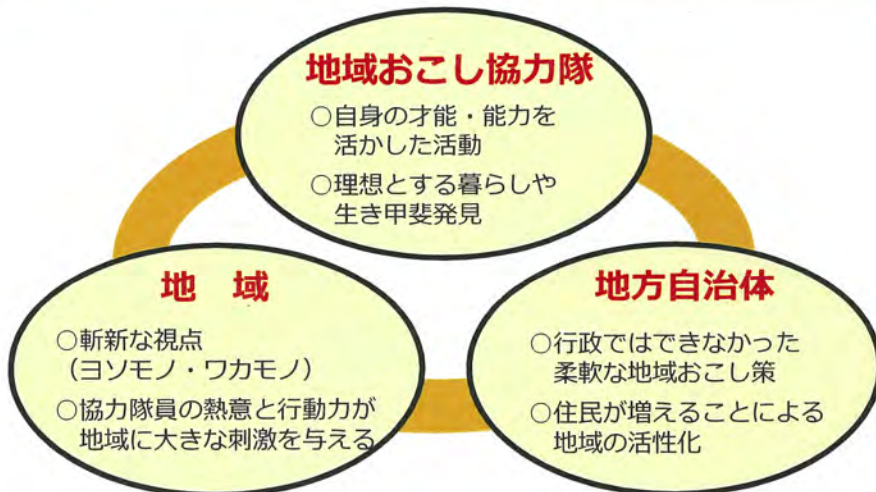 地域おこし協力隊
○自身の才能・能力を
活かした活動
○理想とする暮らしや
生き甲斐発見
地　域
○斬新な視点
（ヨソモノ・ワカモノ）
○協力隊員の熱意と行動力が
地域に大きな刺激を与える
地方自治体
○行政ではできなかった
柔軟な地域おこし策
○住民が増えることによる
地域の活性化